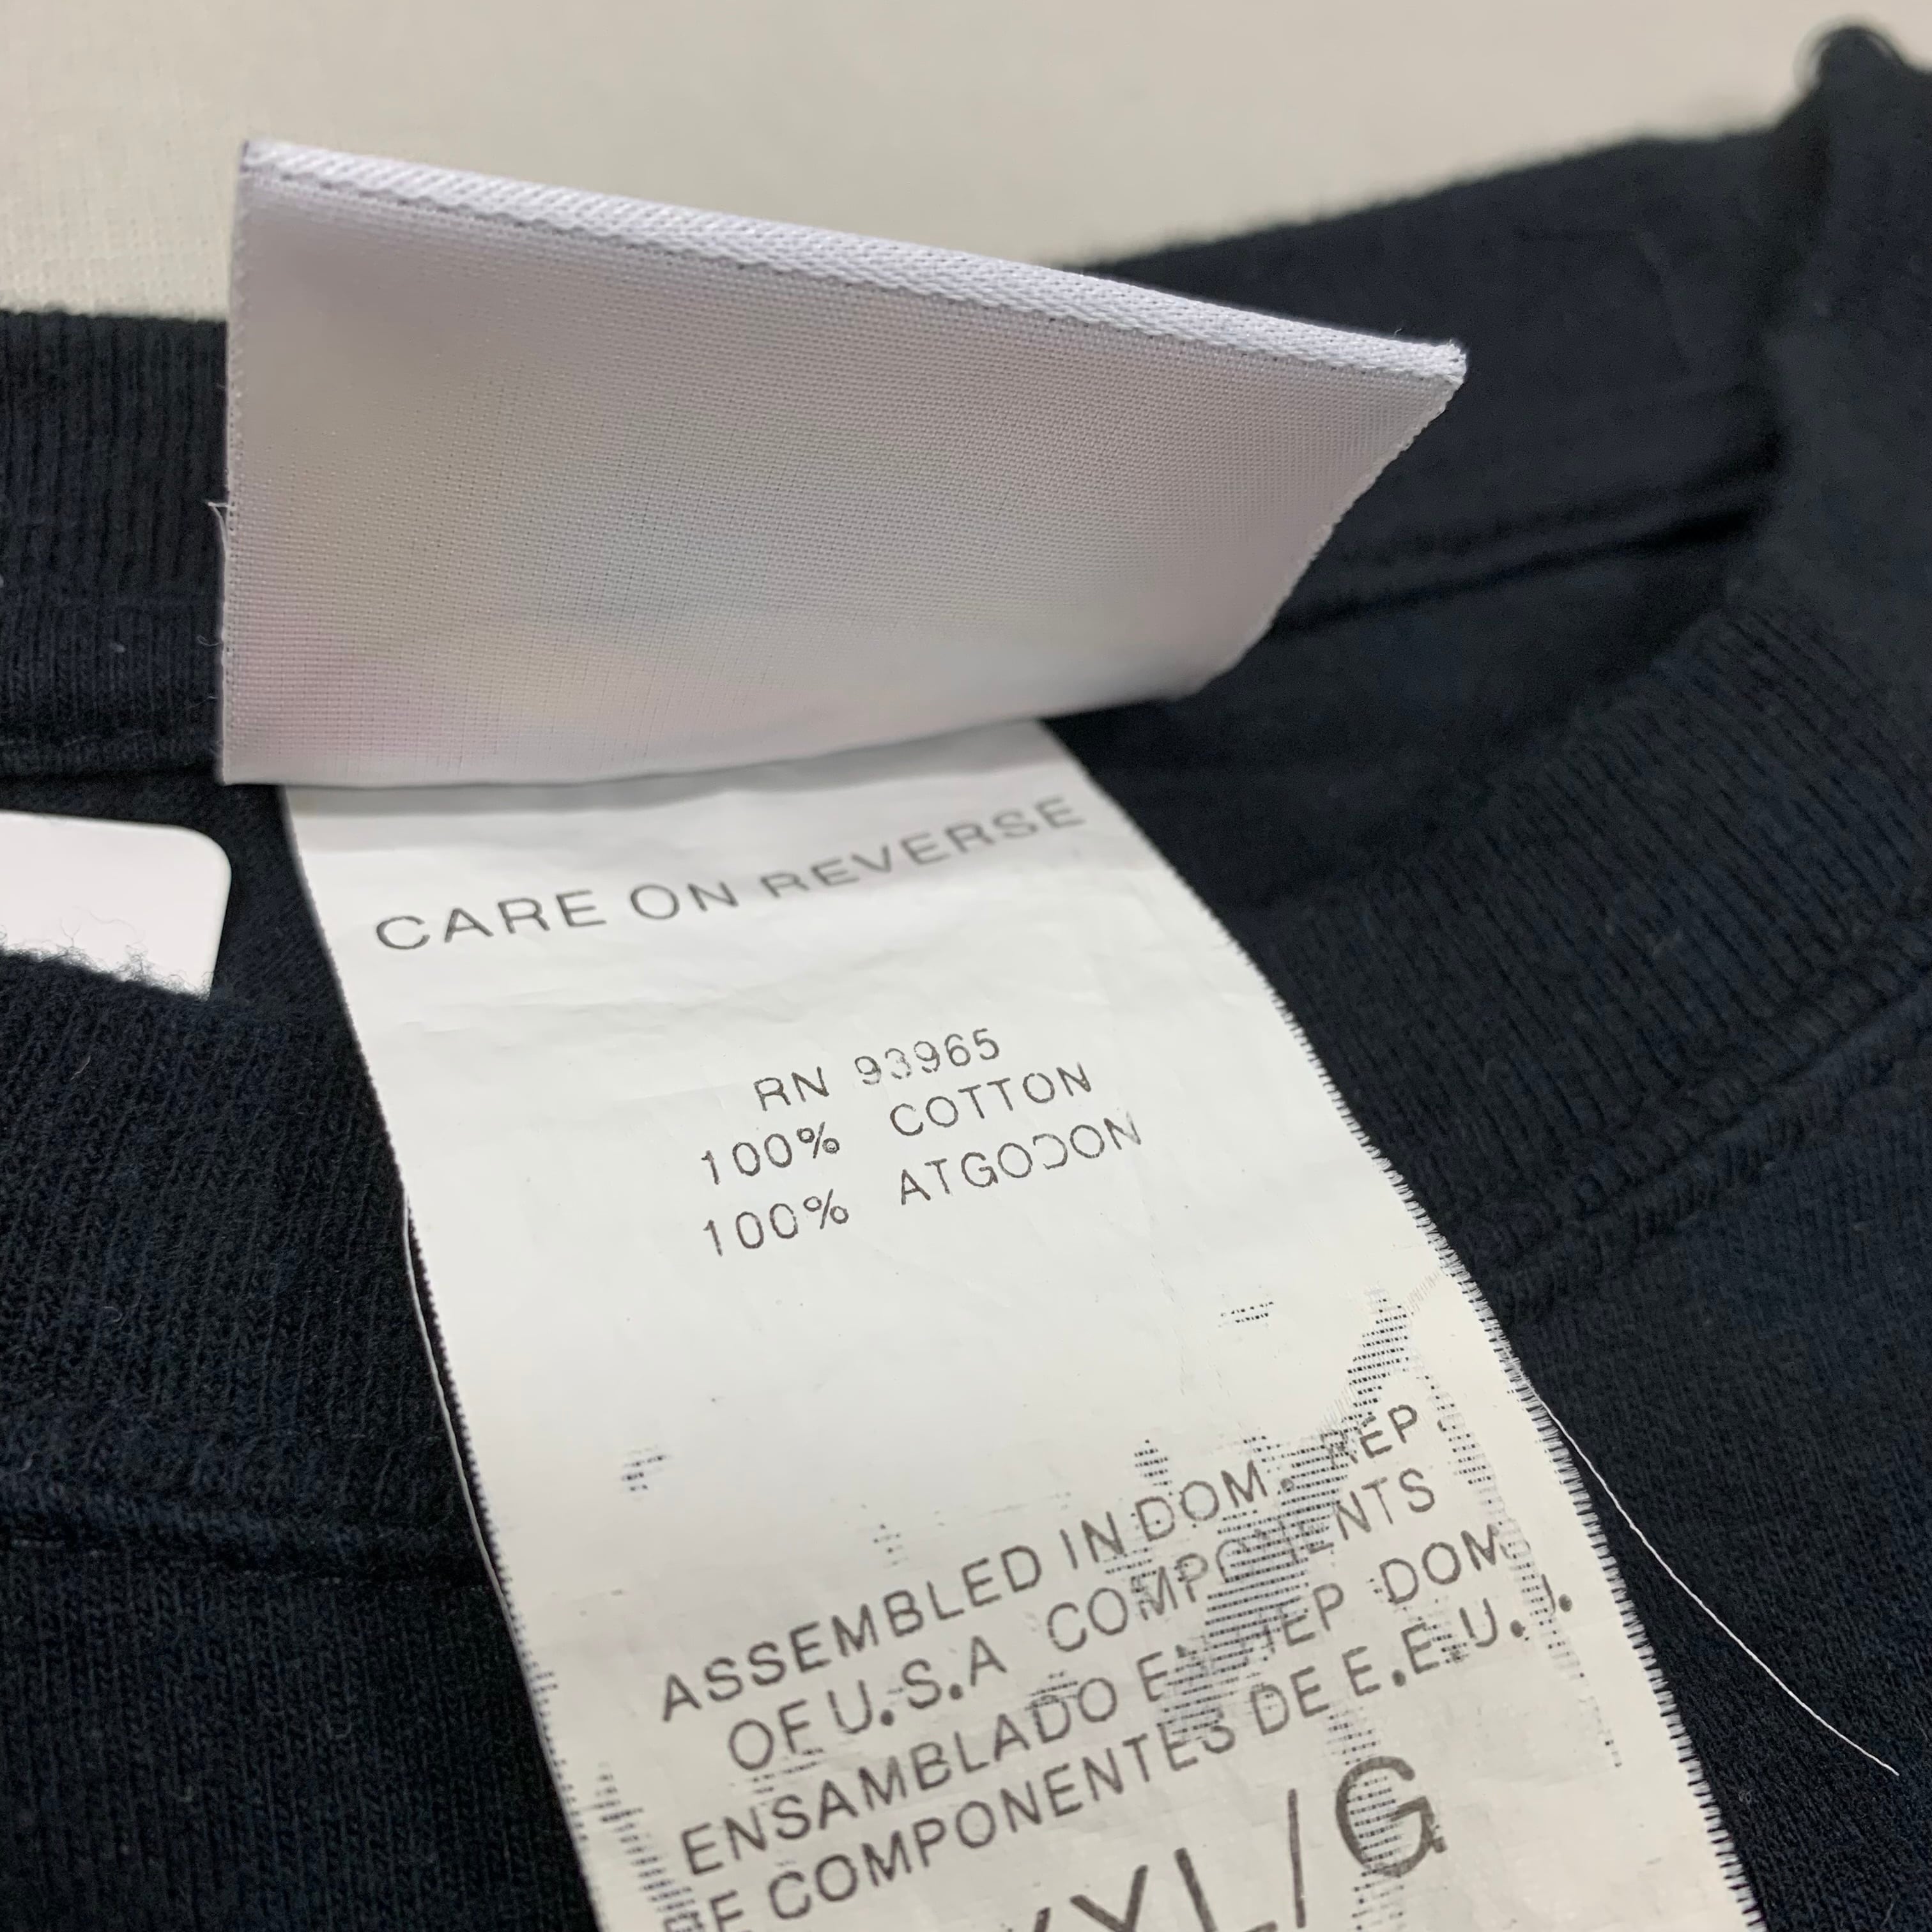 CARE ON REVERSE
RN 93965
100% COTTON
100% ATGODON
ASSEMBLED IN DOM. REP.
OF U.S.A COMPONENTS
ENSAMBLADO EN REP DOM
DE COMPONENTES DE E.E.U.U.
XXL/G